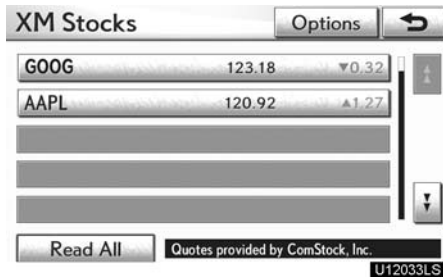 XM Stocks Options
GOOG 123.18 ▼0.32
AAPL 120.92 ▲1.27
Read All Quotes provided by ComStock, Inc.
U12033LS